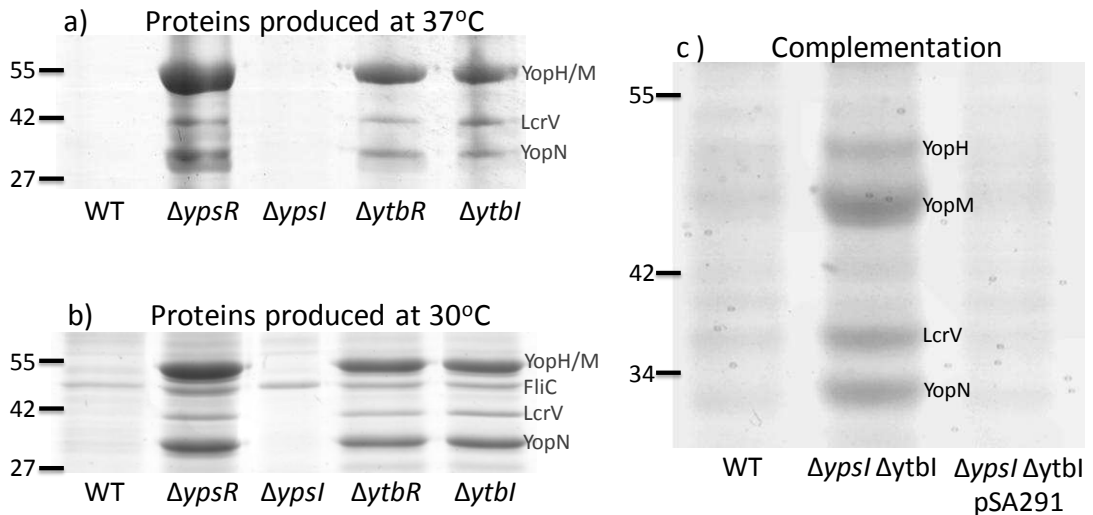 a) Proteins produced at 37ºC
55
42
27
YopH/M
LcrV
YopN
WT ΔypsR ΔypsI ΔytbR ΔytbI
b) Proteins produced at 30ºC
55
42
27
YopH/M
FliC
LcrV
YopN
WT ΔypsR ΔypsI ΔytbR ΔytbI
c ) Complementation
55
42
34
YopH
YopM
LcrV
YopN
WT ΔypsI ΔytbI ΔypsI ΔytbI
pSA291